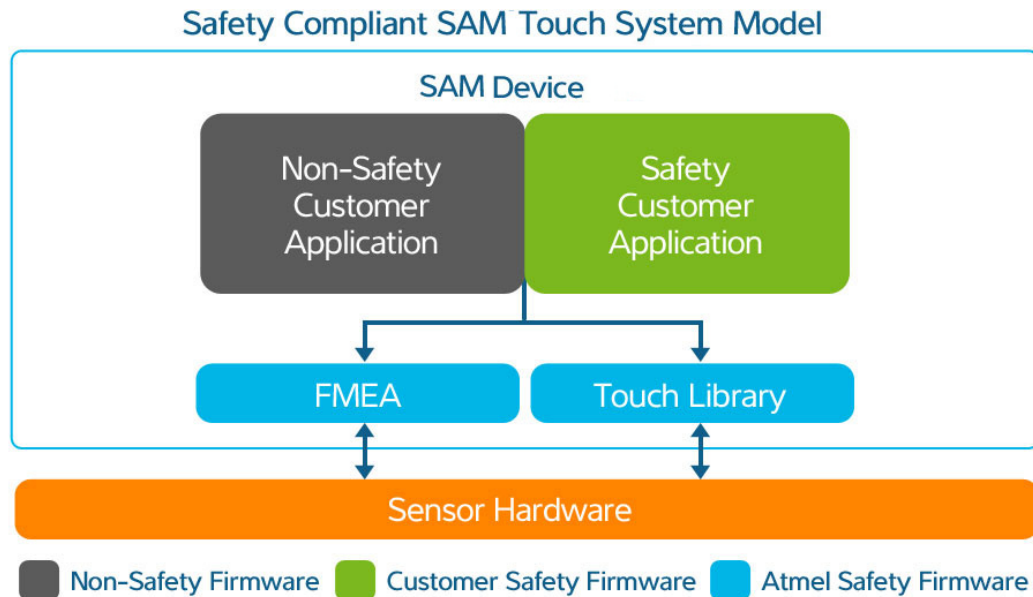 Safety Compliant SAM Touch System Model
SAM Device
Non-Safety
Customer
Application
Safety
Customer
Application
FMEA
Touch Library
Sensor Hardware
Non-Safety Firmware
Customer Safety Firmware
Atmel Safety Firmware